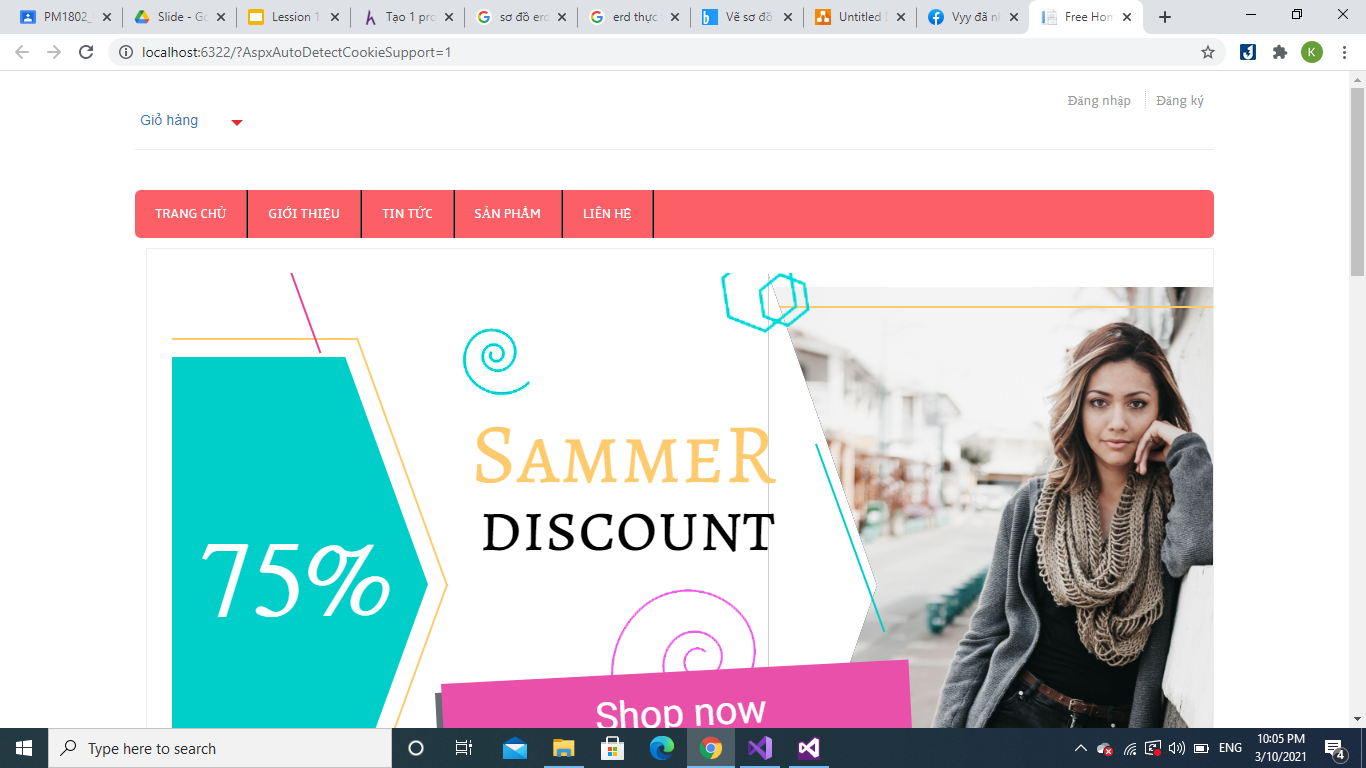 PM1802_
Slide - Go
Lession 1
Tạo 1 pro
sơ đồ erd
erd thực
Vẽ sơ đồ
Untitled
Vyy đã nh
Free Hom
localhost:6322/?AspxAutoDetectCookieSupport=1
K
Đăng nhập
Đăng ký
Giỏ hàng
TRANG CHỦ
GIỚI THIỆU
TIN TỨC
SẢN PHẨM
LIÊN HỆ
SAMMER
DISCOUNT
75%
Shop now
Type here to search
ENG
10:05 PM
3/10/2021
4